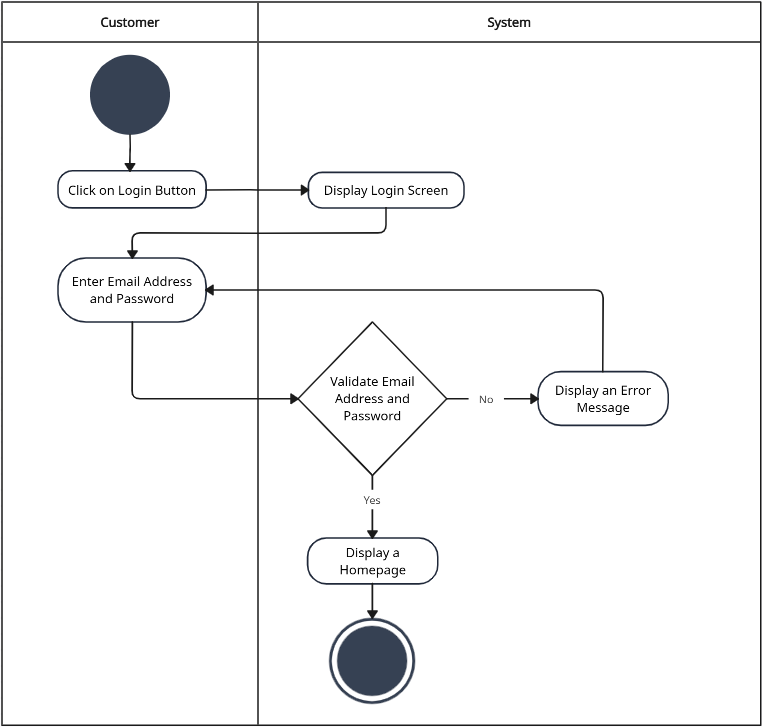 Customer
System
Click on Login Button
Display Login Screen
Enter Email Address
and Password
Validate Email
Address and
Password
No
Display an Error
Message
Yes
Display a
Homepage